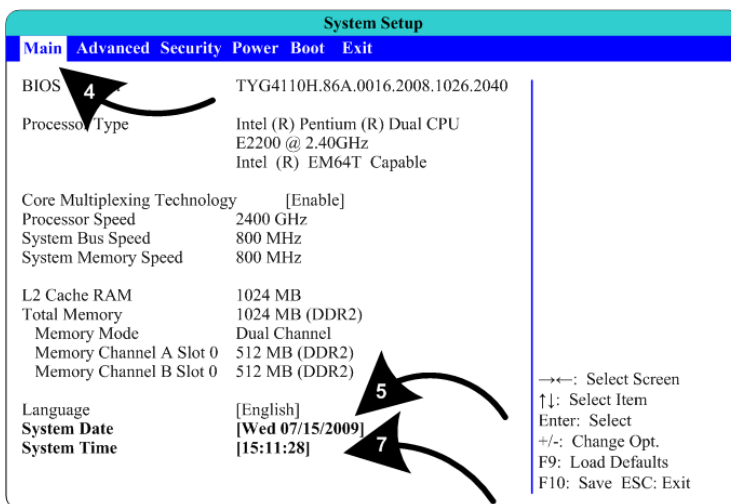 System Setup
Main Advanced Security Power Boot Exit
4
BIOS TYG4110H.86A.0016.2008.1026.2040
Processor Type Intel (R) Pentium (R) Dual CPU
E2200 @ 2.40GHz
Intel (R) EM64T Capable
Core Multiplexing Technology [Enable]
Processor Speed 2400 GHz
System Bus Speed 800 MHz
System Memory Speed 800 MHz
L2 Cache RAM 1024 MB
Total Memory 1024 MB (DDR2)
Memory Mode Dual Channel
Memory Channel A Slot 0 512 MB (DDR2)
Memory Channel B Slot 0 512 MB (DDR2)
5
Language [English]
System Date [Wed 07/15/2009]
7
System Time [15:11:28]
→←: Select Screen
↑↓: Select Item
Enter: Select
+/-: Change Opt.
F9: Load Defaults
F10: Save ESC: Exit